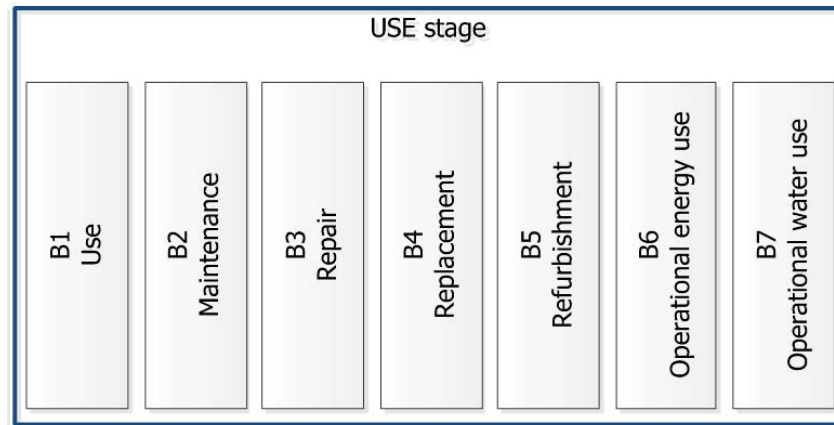 USE stage
B1
Use
B2
Maintenance
B3
Repair
B4
Replacement
B5
Refurbishment
B6
Operational energy use
B7
Operational water use